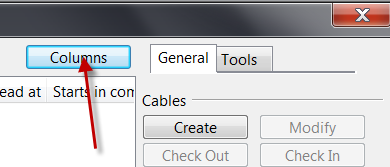 Columns General Tools
ead at Starts in com
Cables
Create Modify
Check Out Check In